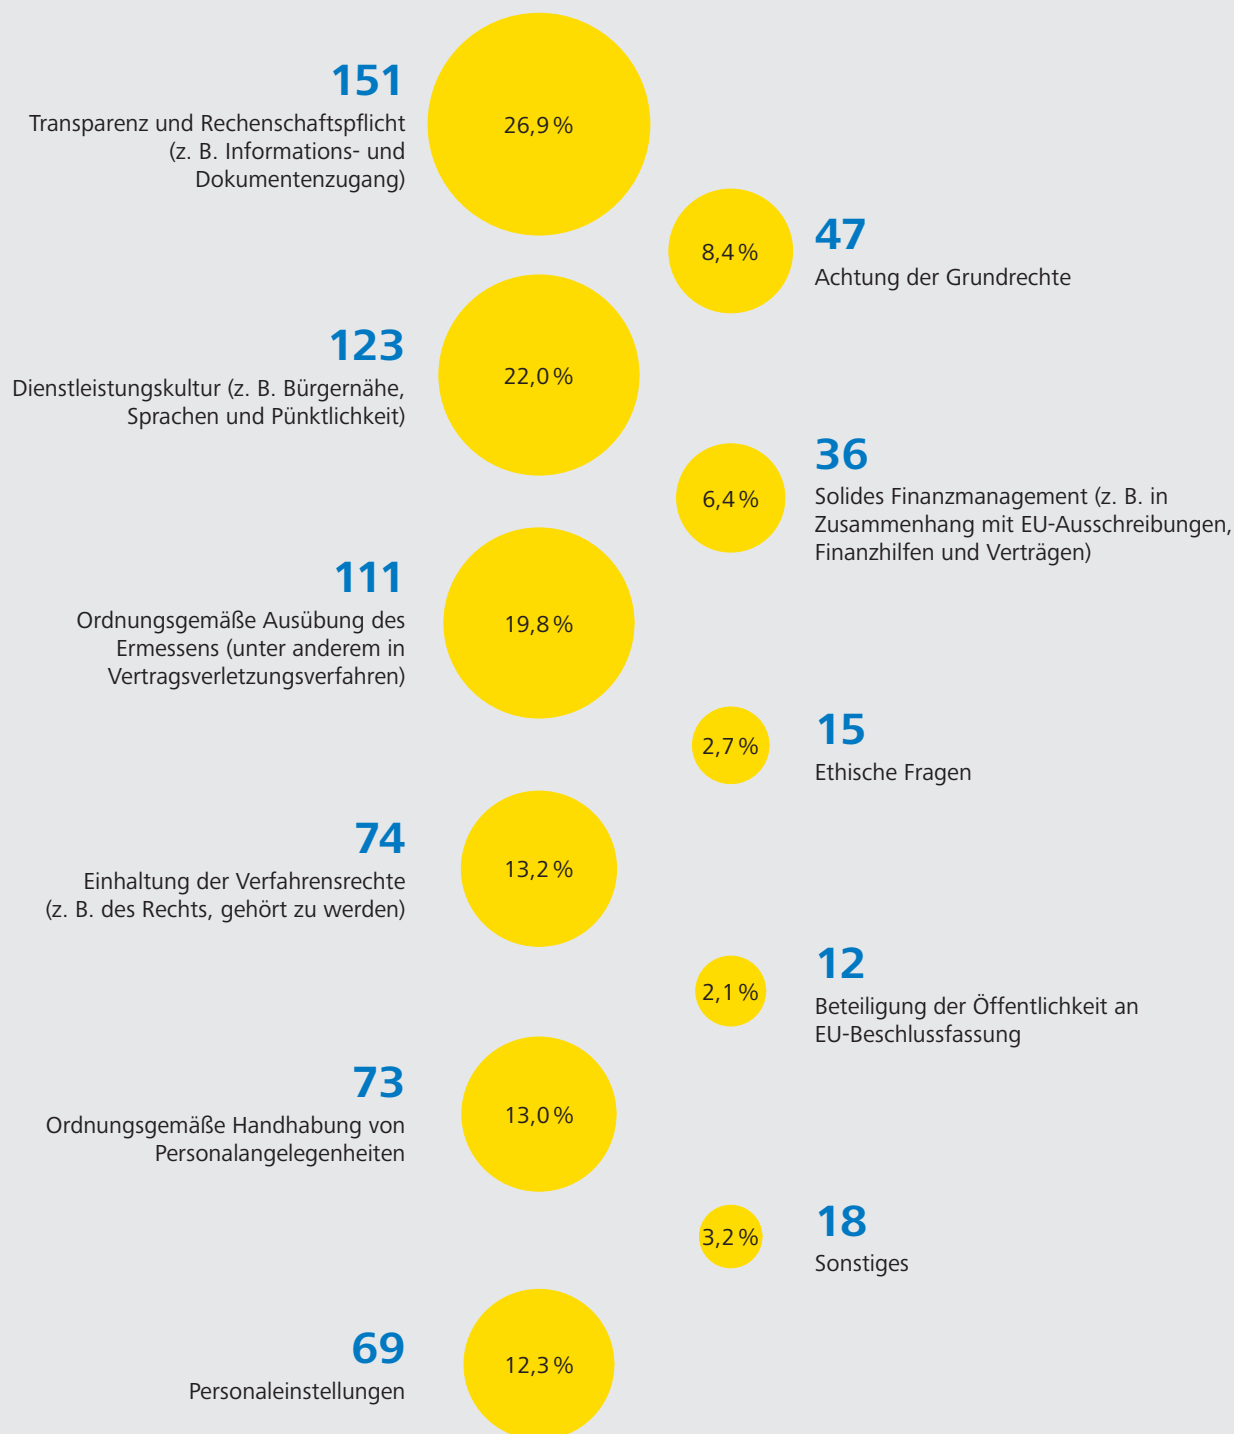 151
Transparenz und Rechenschaftspflicht
(z. B. Informations- und
Dokumentenzugang)
26,9 %
8,4 %
47
Achtung der Grundrechte
123
Dienstleistungskultur (z. B. Bürgernähe,
Sprachen und Pünktlichkeit)
22,0 %
6,4 %
36
Solides Finanzmanagement (z. B. in
Zusammenhang mit EU-Ausschreibungen,
Finanzhilfen und Verträgen)
111
Ordnungsgemäße Ausübung des
Ermessens (unter anderem in
Vertragsverletzungsverfahren)
19,8 %
2,7 %
15
Ethische Fragen
74
Einhaltung der Verfahrensrechte
(z. B. des Rechts, gehört zu werden)
13,2 %
2,1 %
12
Beteiligung der Öffentlichkeit an
EU-Beschlussfassung
73
Ordnungsgemäße Handhabung von
Personalangelegenheiten
13,0 %
3,2 %
18
Sonstiges
69
Personaleinstellungen
12,3 %